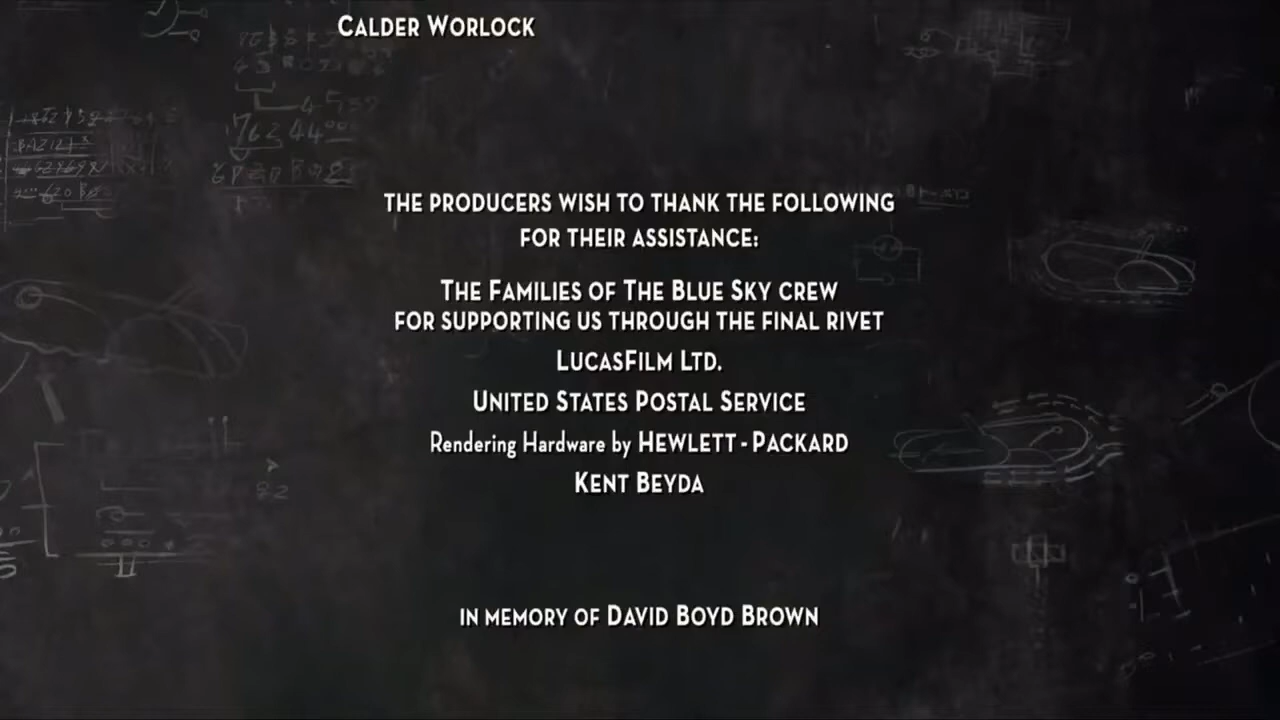 CALDER WORLOCK
THE PRODUCERS WISH TO THANK THE FOLLOWING
FOR THEIR ASSISTANCE:
THE FAMILIES OF THE BLUE SKY CREW
FOR SUPPORTING US THROUGH THE FINAL RIVET
LUCASFILM LTD.
UNITED STATES POSTAL SERVICE
Rendering Hardware by HEWLETT-PACKARD
KENT BEYDA
IN MEMORY OF DAVID BOYD BROWN